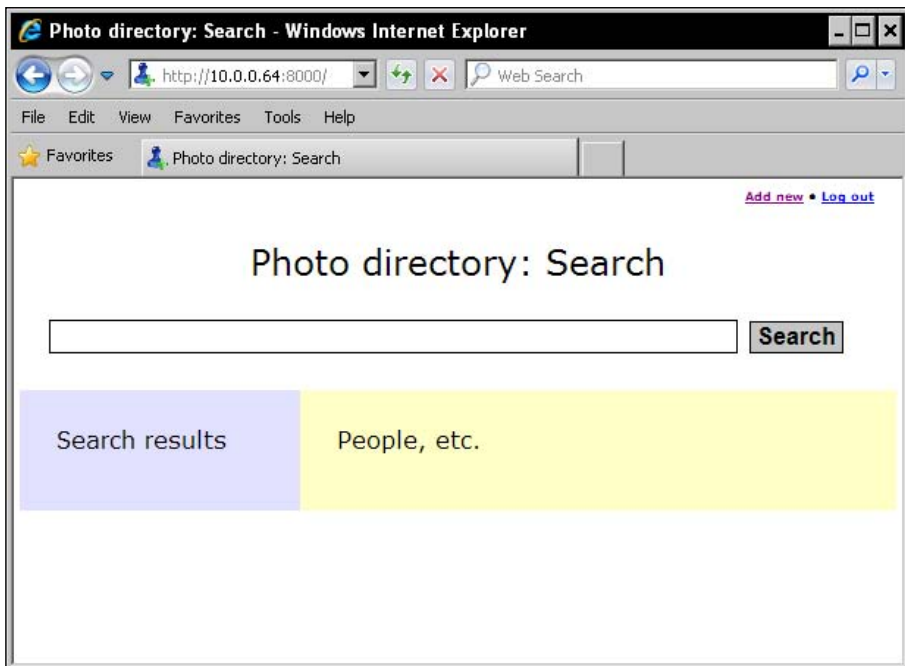 Photo directory: Search - Windows Internet Explorer
http://10.0.0.64:8000/
Web Search
File Edit View Favorites Tools Help
Favorites
Photo directory: Search
Add new • Log out
Photo directory: Search
Search
Search results
People, etc.